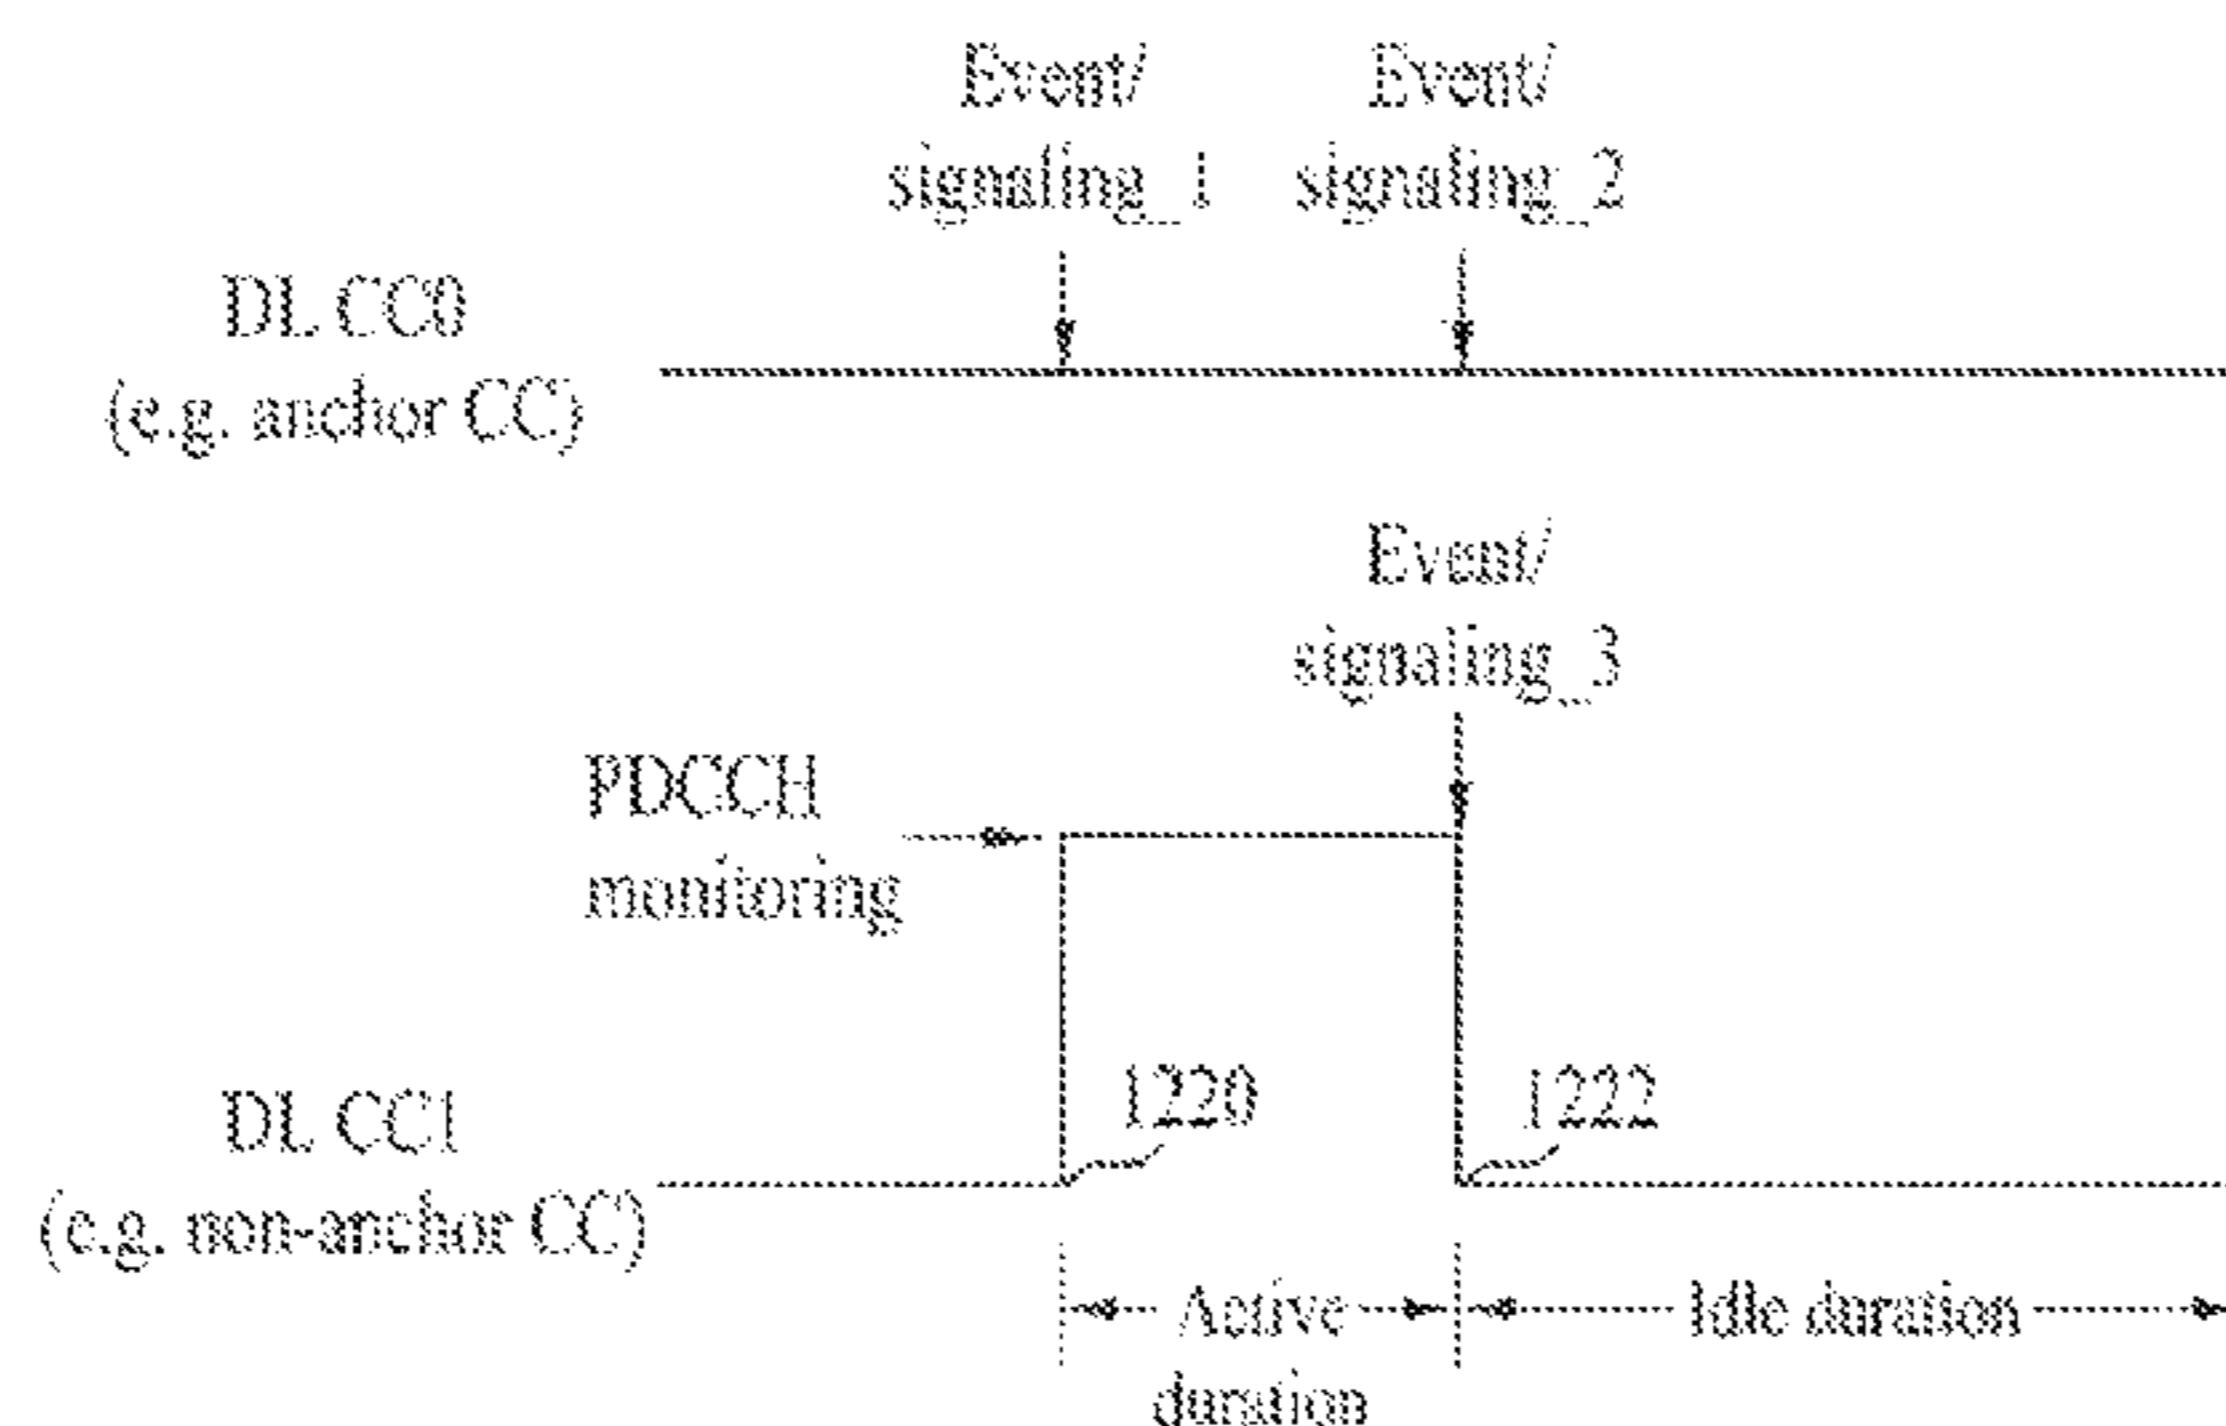 Event/
signaling_1
Event/
signaling_2
DL CC0
(e.g. anchor CC)
Event/
signaling_3
PDCCH
monitoring
1220
1222
DL CC1
(e.g. non-anchor CC)
Active
duration
Idle duration